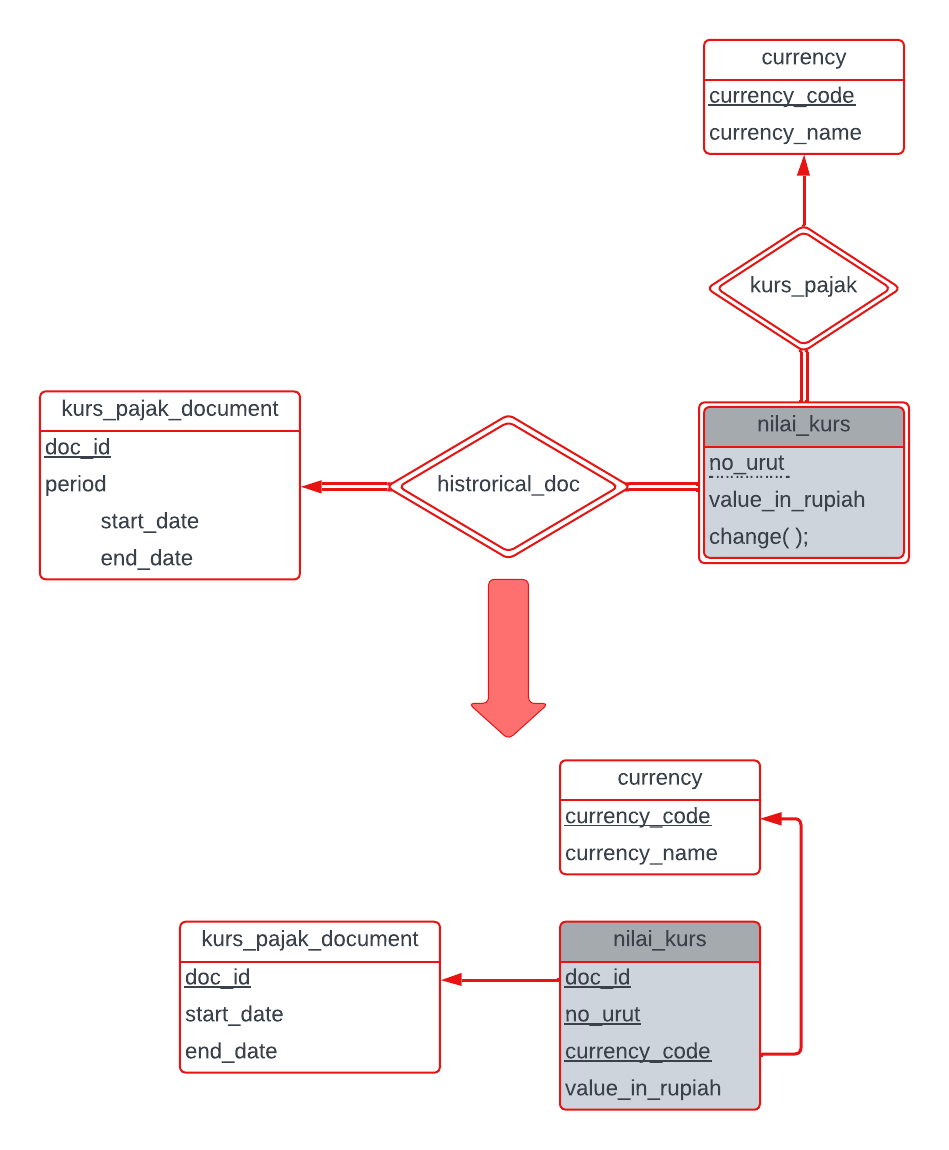 currency
currency_code
currency_name
kurs_pajak
kurs_pajak_document
doc_id
period
start_date
end_date
histrorical_doc
nilai_kurs
no_urut
value_in_rupiah
change( );
currency
currency_code
currency_name
kurs_pajak_document
doc_id
start_date
end_date
nilai_kurs
doc_id
no_urut
currency_code
value_in_rupiah